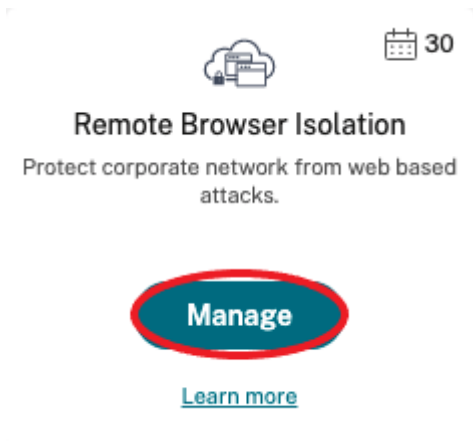 30
Remote Browser Isolation
Protect corporate network from web based
attacks.
Manage
Learn more